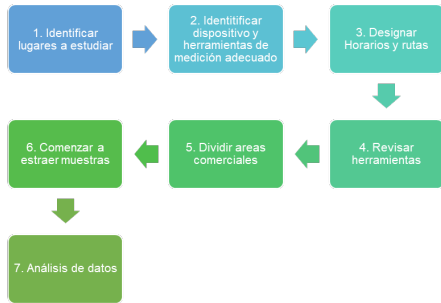 1. Identificar
lugares a estudiar
2. Identitificar
dispositivo y
herramientas de
medición adecuado
3. Designar
Horarios y rutas
4. Revisar
herramientas
5. Dividir areas
comerciales
6. Comenzar a
estraer muestras
7. Análisis de datos